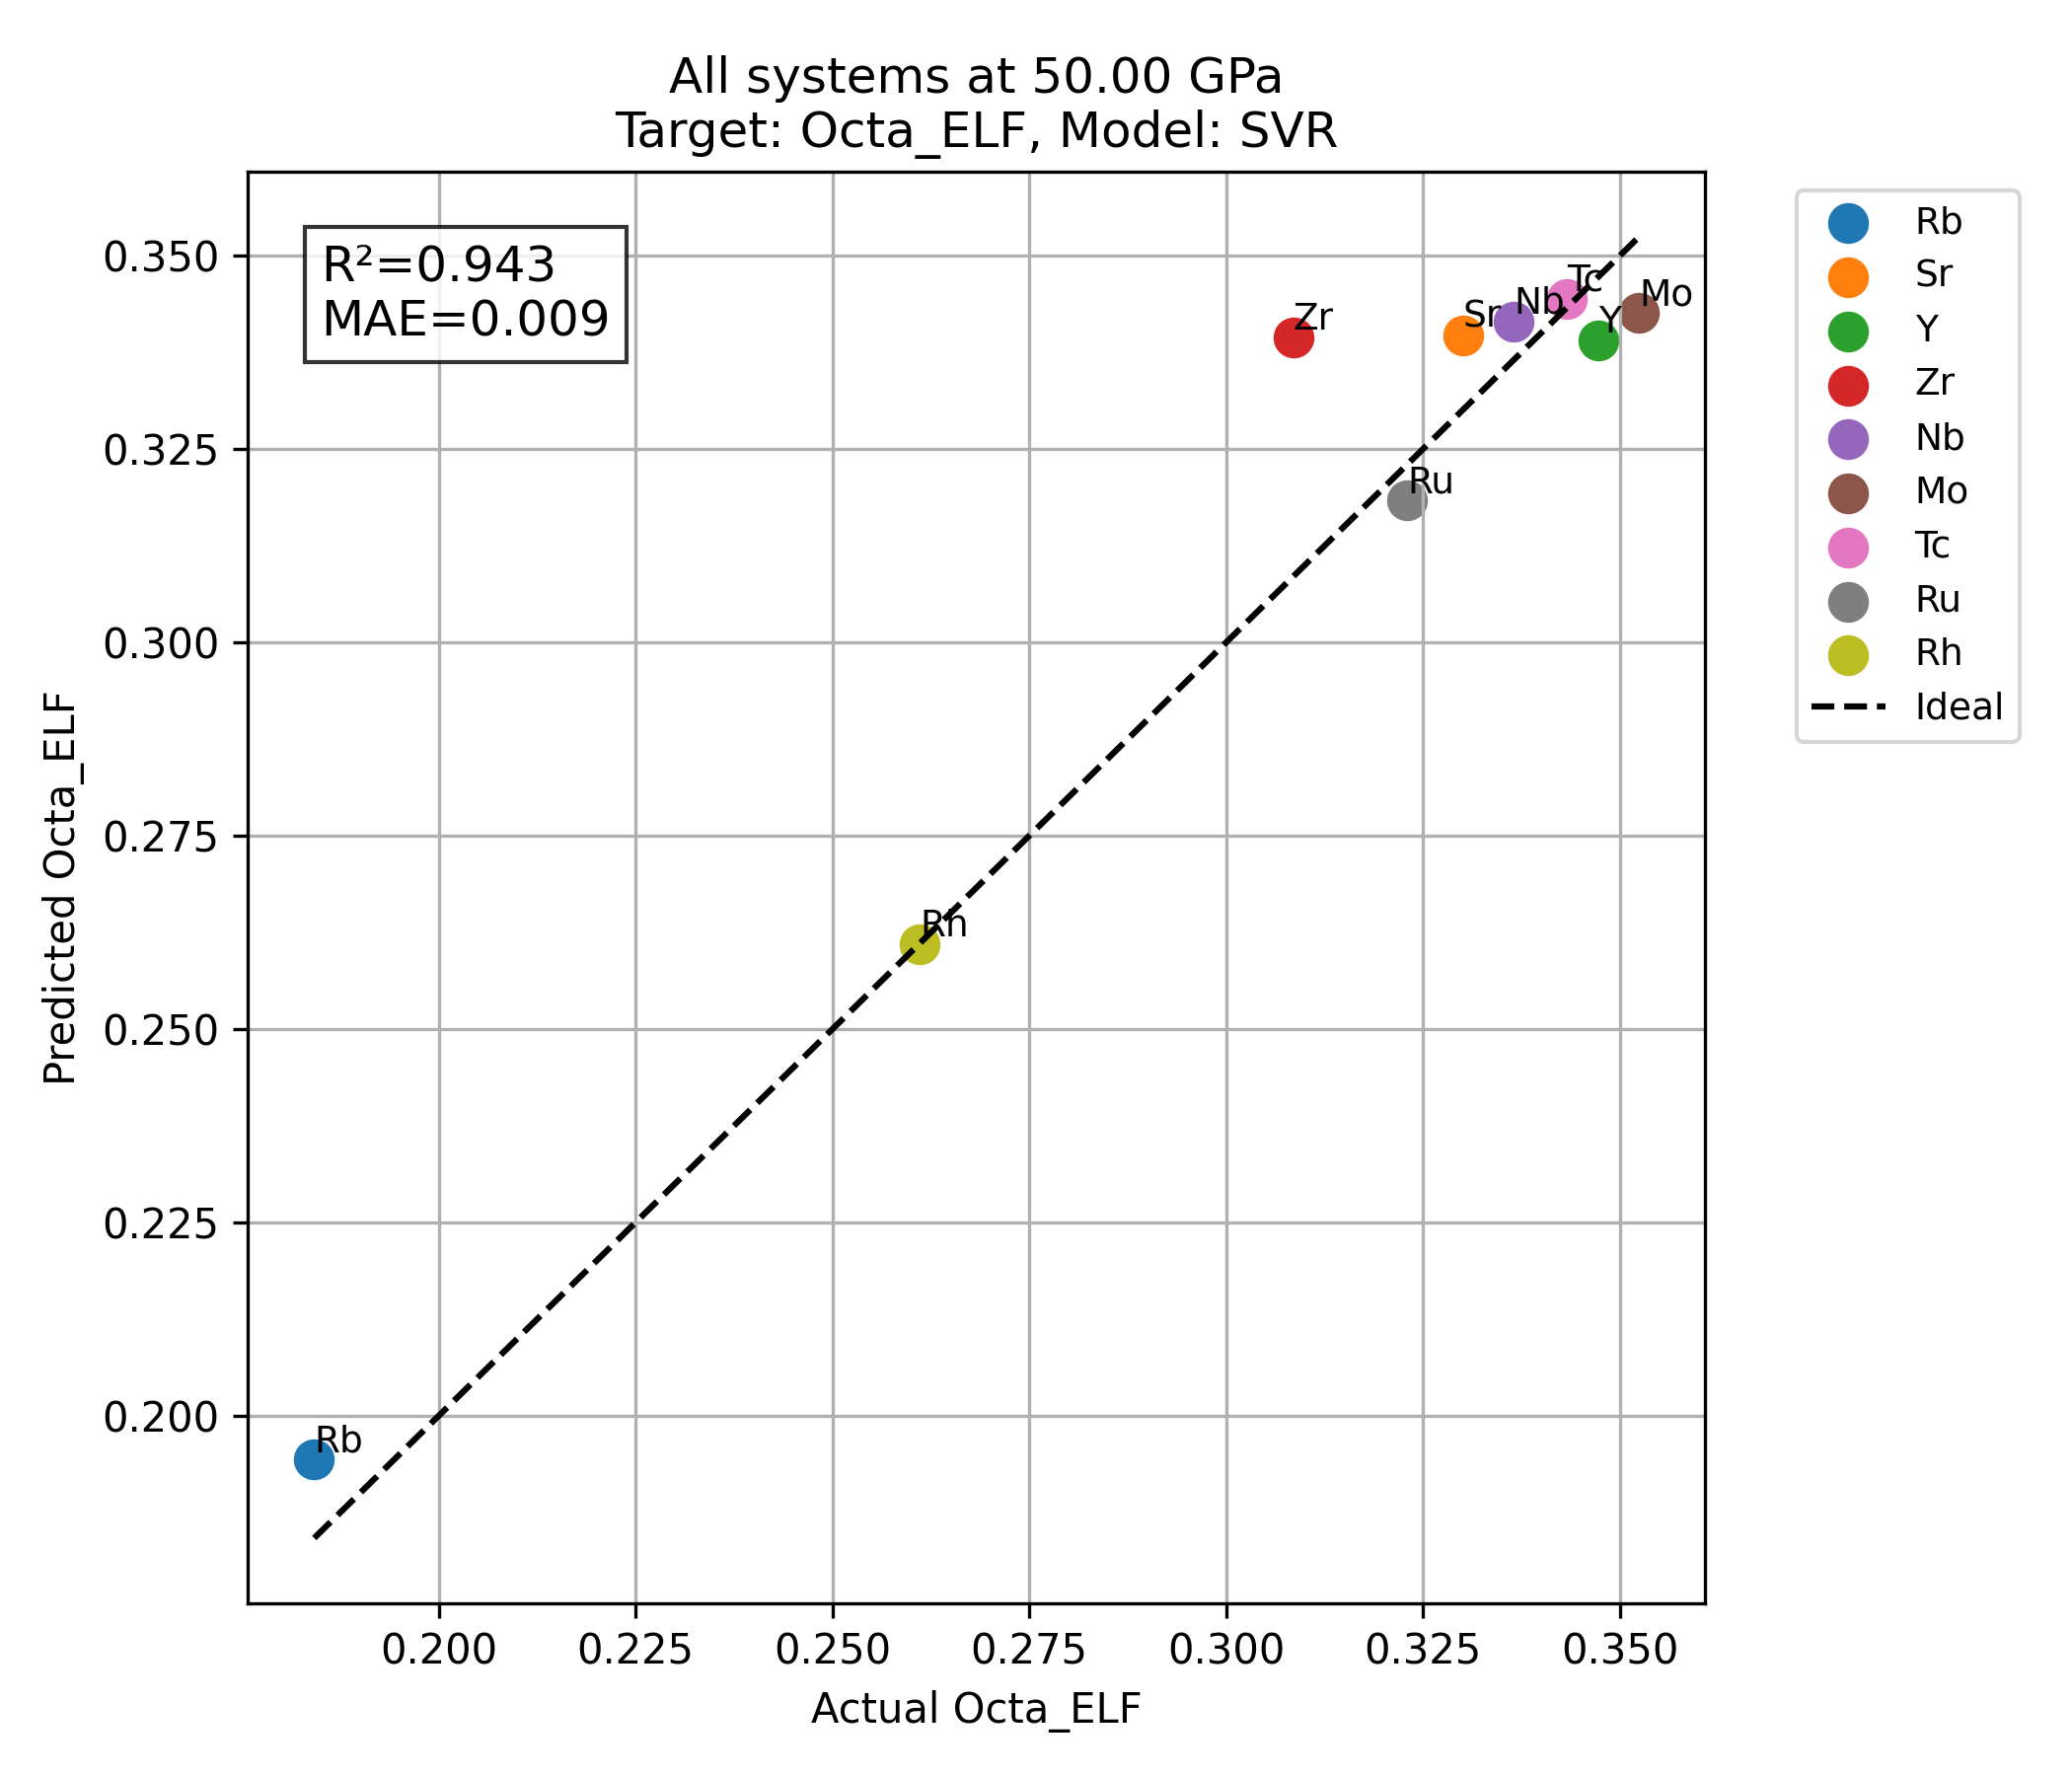 All systems at 50.00 GPa
Target: Octa_ELF, Model: SVR
R²=0.943
MAE=0.009
0.350
0.325
0.300
0.275
0.250
0.225
0.200
Predicted Octa_ELF
Zr
Sr
Nb
Tc
Y
Mo
Ru
Rh
Rb
0.200
0.225
0.250
0.275
0.300
0.325
0.350
Actual Octa_ELF
Rb
Sr
Y
Zr
Nb
Mo
Tc
Ru
Rh
Ideal